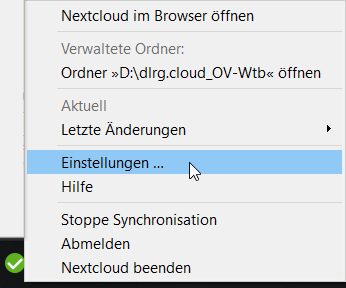 Nextcloud im Browser öffnen
Verwaltete Ordner:
Ordner »D:\dlrg.cloud_OV-Wtb« öffnen
Aktuell
Letzte Änderungen
Einstellungen ...
Hilfe
Stoppe Synchronisation
Abmelden
Nextcloud beenden